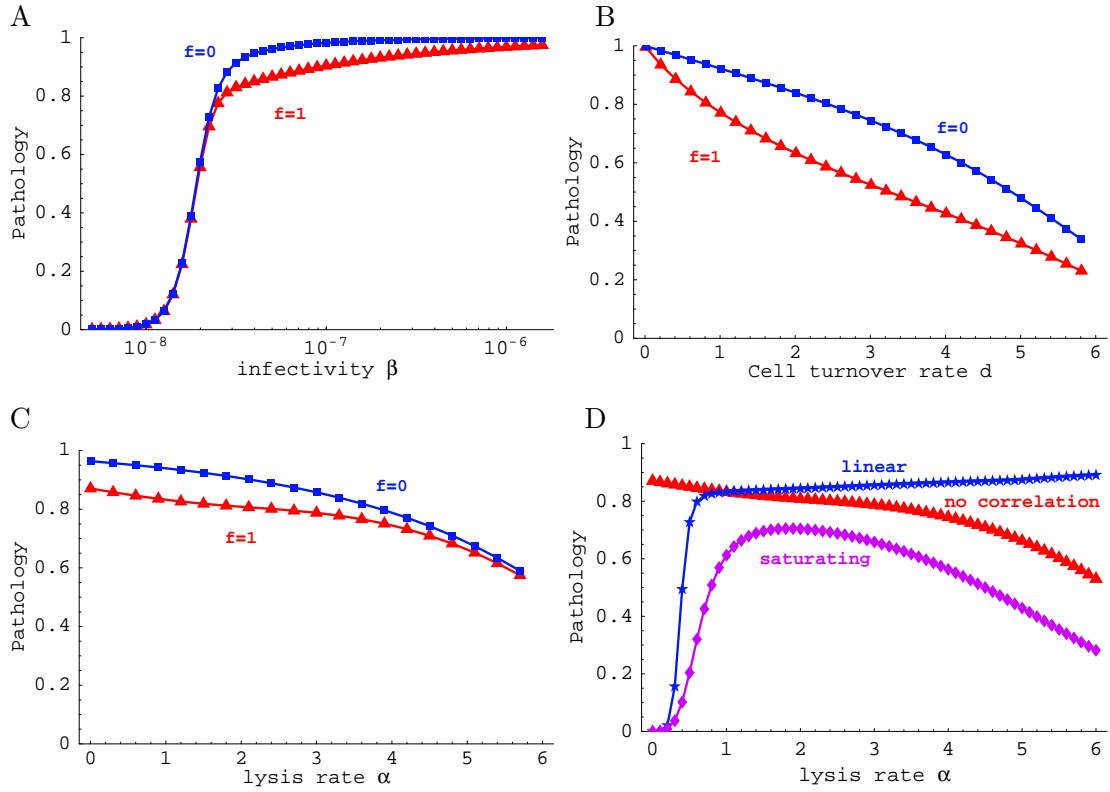 A
1
0.8
0.6
0.4
0.2
0
Pathology
f=0
f=1
10^-8
10^-7
10^-6
infectivity β
B
1
0.8
0.6
0.4
0.2
0
Pathology
f=0
f=1
0 1 2 3 4 5 6
Cell turnover rate d
C
1
0.8
0.6
0.4
0.2
0
Pathology
f=0
f=1
0 1 2 3 4 5 6
lysis rate α
D
1
0.8
0.6
0.4
0.2
0
Pathology
linear
no correlation
saturating
0 1 2 3 4 5 6
lysis rate α